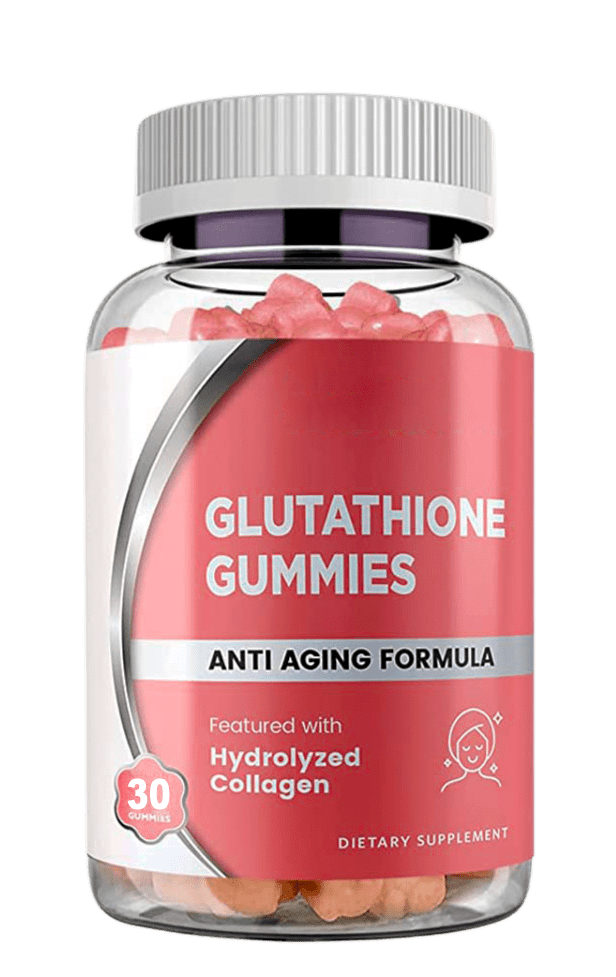 GLUTATHIONE
GUMMIES
ANTI AGING FORMULA
Featured with
Hydrolyzed
Collagen
30
GUMMIES
DIETARY SUPPLEMENT